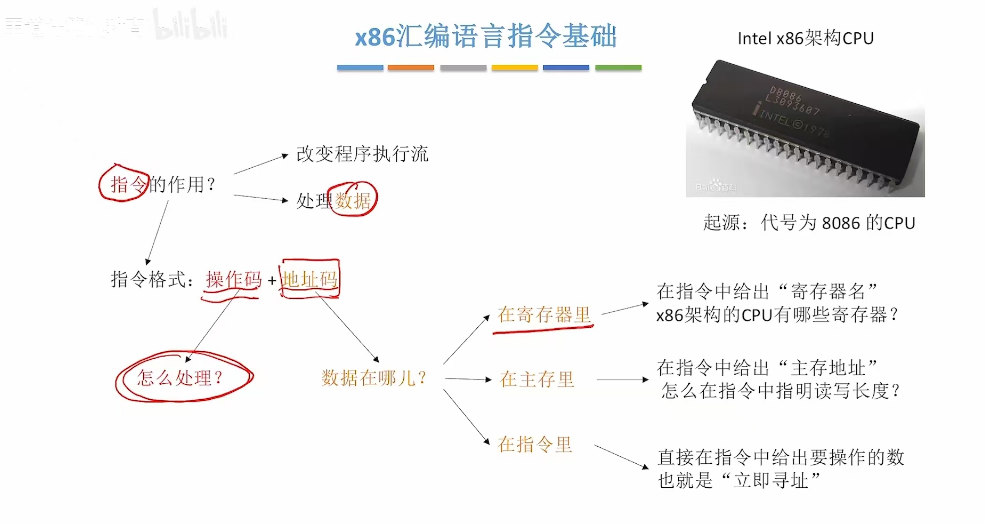 bilibili
x86汇编语言指令基础
Intel x86架构CPU
D8086
L3093607
INTEL©1978
改变程序执行流
指令的作用?
处理数据
起源:代号为 8086 的CPU
指令格式:操作码 + 地址码
在寄存器里
在指令中给出“寄存器名”
x86架构的CPU有哪些寄存器?
怎么处理?
数据在哪儿?
在主存里
在指令中给出“主存地址”
怎么在指令中指明读写长度?
在指令里
直接在指令中给出要操作的数
也就是“立即寻址”